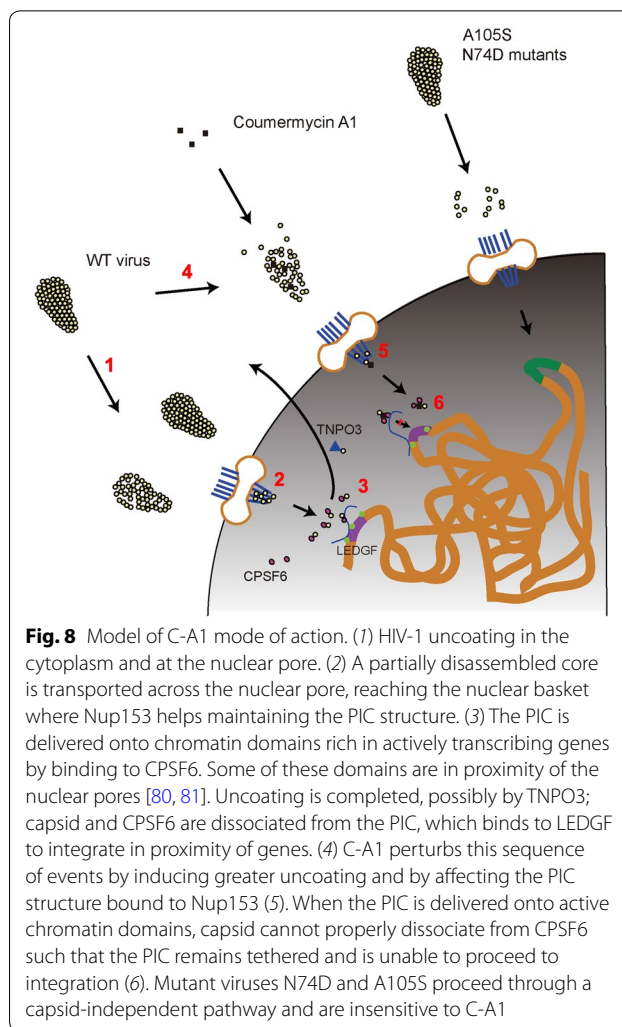 A105S
N74D mutants
Coumermycin A1
WT virus
4
1
5
6
TNPO3
2
3
LEDGF
CPSF6
Fig. 8 Model of C-A1 mode of action. (1) HIV-1 uncoating in the
cytoplasm and at the nuclear pore. (2) A partially disassembled core
is transported across the nuclear pore, reaching the nuclear basket
where Nup153 helps maintaining the PIC structure. (3) The PIC is
delivered onto chromatin domains rich in actively transcribing genes
by binding to CPSF6. Some of these domains are in proximity of the
nuclear pores [80, 81]. Uncoating is completed, possibly by TNPO3;
capsid and CPSF6 are dissociated from the PIC, which binds to LEDGF
to integrate in proximity of genes. (4) C-A1 perturbs this sequence
of events by inducing greater uncoating and by affecting the PIC
structure bound to Nup153 (5). When the PIC is delivered onto active
chromatin domains, capsid cannot properly dissociate from CPSF6
such that the PIC remains tethered and is unable to proceed to
integration (6). Mutant viruses N74D and A105S proceed through a
capsid-independent pathway and are insensitive to C-A1